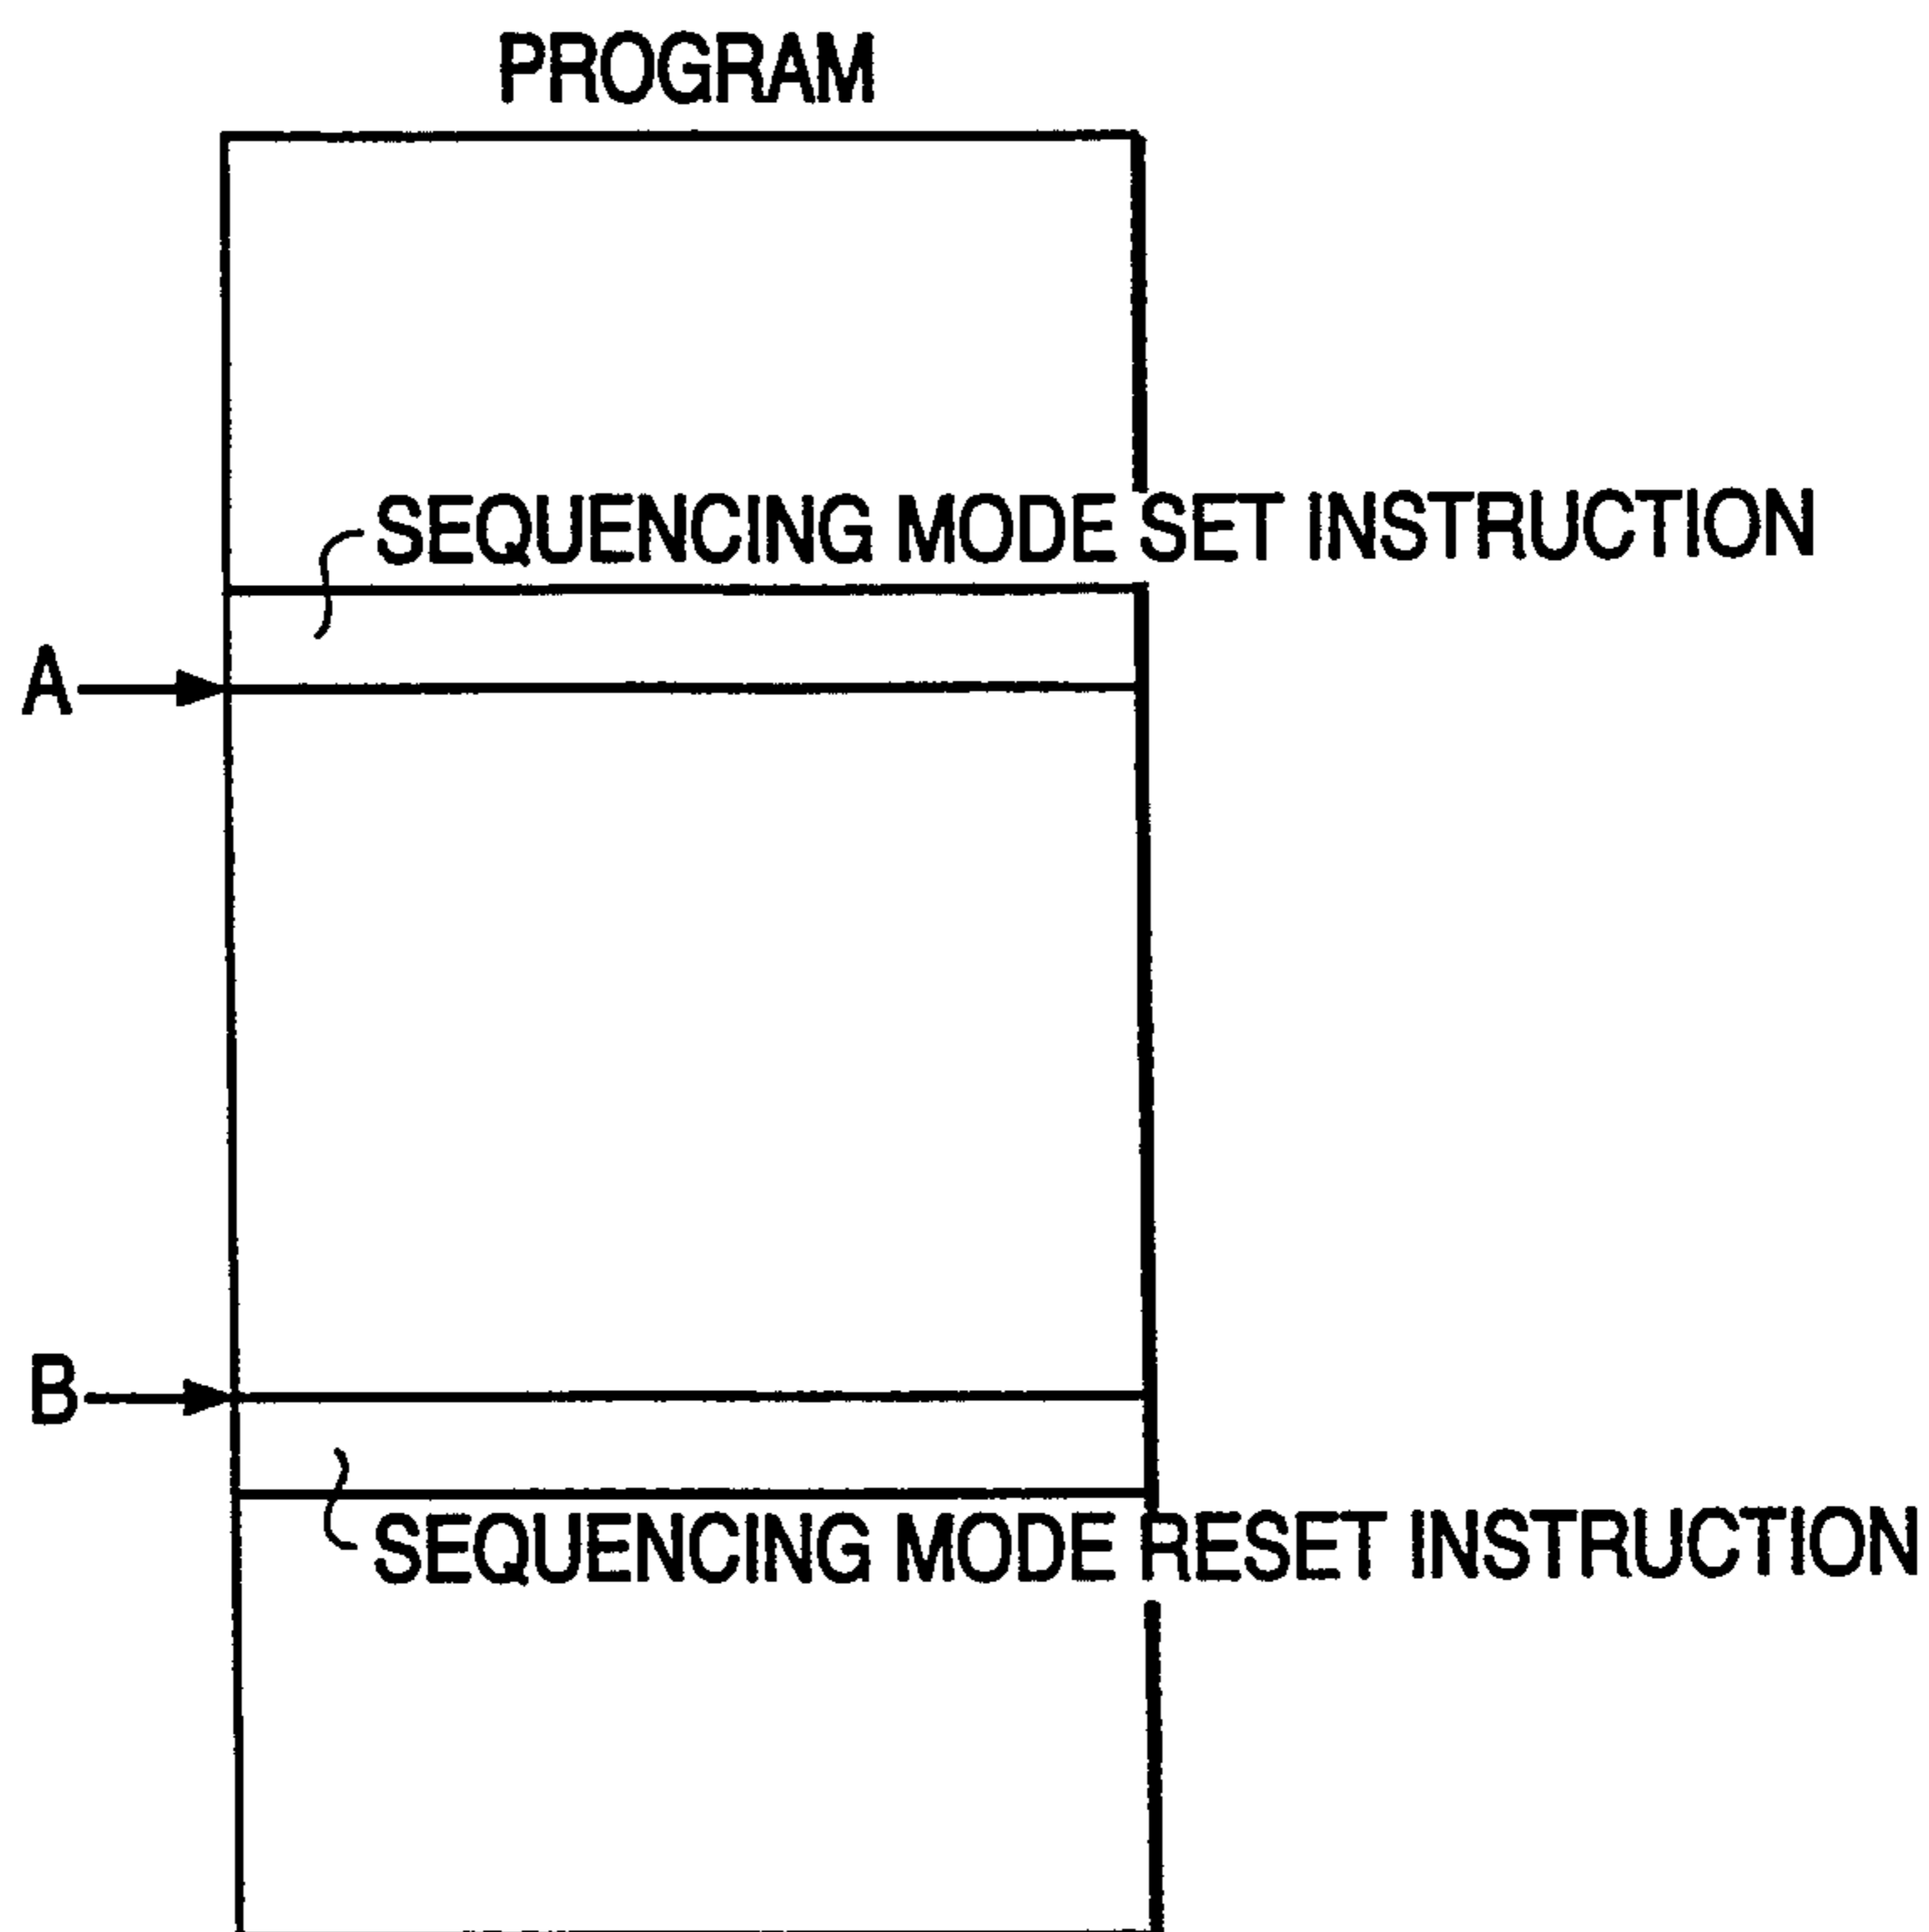 PROGRAM
SEQUENCING MODE SET INSTRUCTION
A
B
SEQUENCING MODE RESET INSTRUCTION